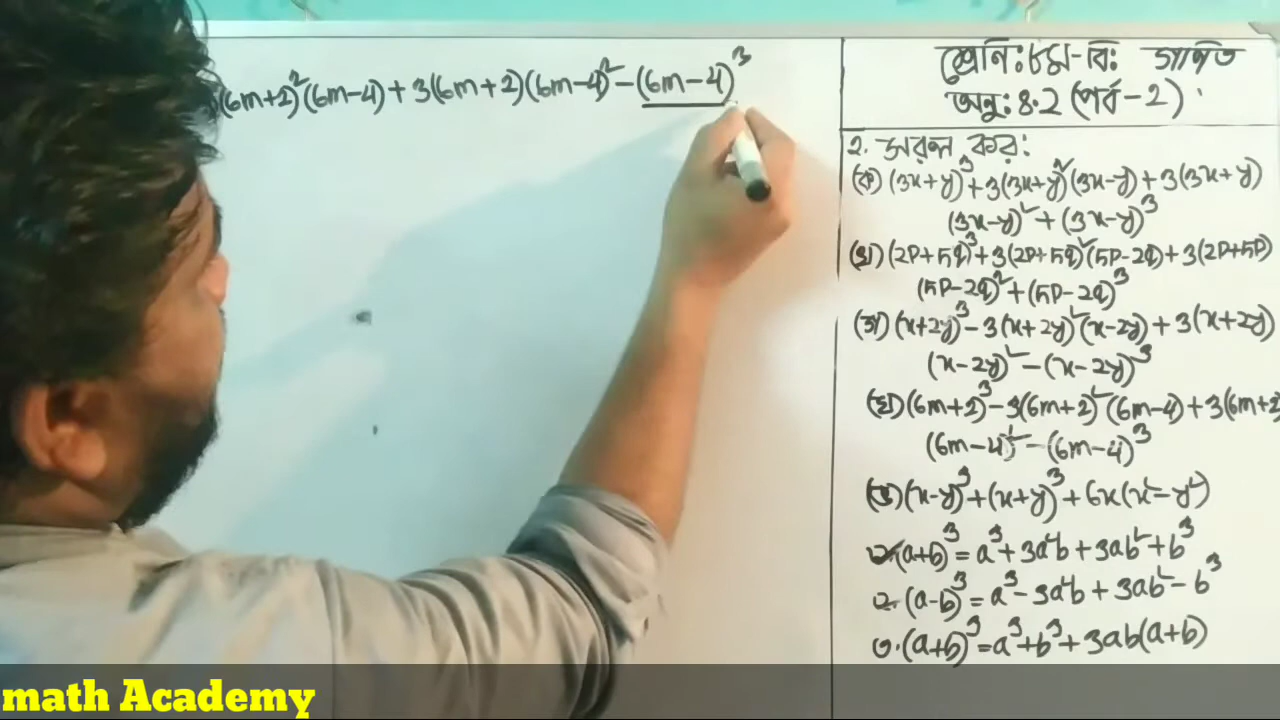 (6m+2)²(6m-4) + 3(6m+2)(6m-4)² - (6m-4)³
শ্রেনি: ৮ম - বি: গনিত
অনু: ৪.2 (পর্ব - 2)
২. সরল কর:
(ক) (3x+y)³ + 3(3x+y)²(3x-y) + 3(3x+y)
(3x-y)² + (3x-y)³
(খ) (2p+5q)³ + 3(2p+5q)²(5p-2q) + 3(2p+5p)
(5p-2q)² + (5p-2q)³
(গ) (x+2y)³ - 3(x+2y)²(x-2y) + 3(x+2y)
(x-2y)² - (x-2y)³
(ঘ) (6m+2)³ - 3(6m+2)²(6m-4) + 3(6m+2)
(6m-4)² - (6m-4)³
(ঙ) (x-y)³ + (x+y)³ + 6x(x²-y²)
১. (a+b)³ = a³ + 3a²b + 3ab² + b³
২. (a-b)³ = a³ - 3a²b + 3ab² - b³
৩. (a+b)³ = a³ + b³ + 3ab(a+b)
math Academy